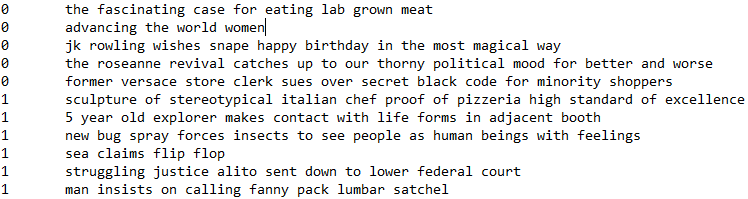 0 the fascinating case for eating lab grown meat
0 advancing the world women
0 jk rowling wishes snape happy birthday in the most magical way
0 the roseanne revival catches up to our thorny political mood for better and worse
0 former versace store clerk sues over secret black code for minority shoppers
1 sculpture of stereotypical italian chef proof of pizzeria high standard of excellence
1 5 year old explorer makes contact with life forms in adjacent booth
1 new bug spray forces insects to see people as human beings with feelings
1 sea claims flip flop
1 struggling justice alito sent down to lower federal court
1 man insists on calling fanny pack lumbar satchel